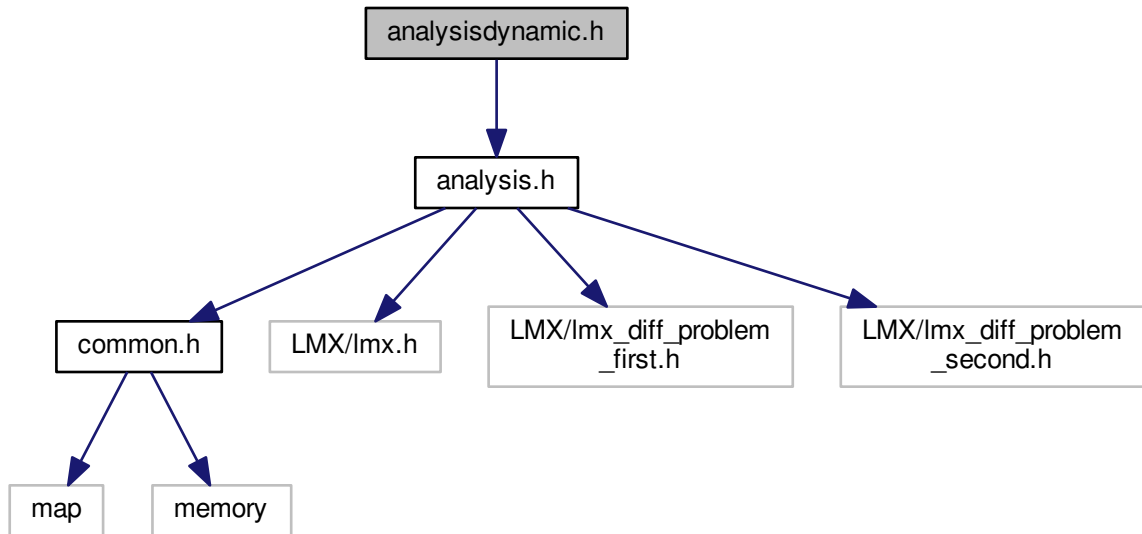 analysisdynamic.h
analysis.h
common.h
LMX/lmx.h
LMX/lmx_diff_problem
_first.h
LMX/lmx_diff_problem
_second.h
map
memory